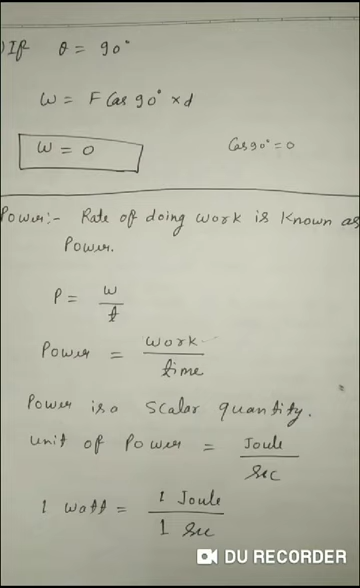 ) If θ = 90°
W = F Cos 90° × d
W = 0
Cos 90° = 0
Power:- Rate of doing work is known as
Power.
P = W/t
Power = work/time
Power is a scalar quantity.
unit of Power = Joule/sec
1 watt = 1 Joule/1 sec
DU RECORDER